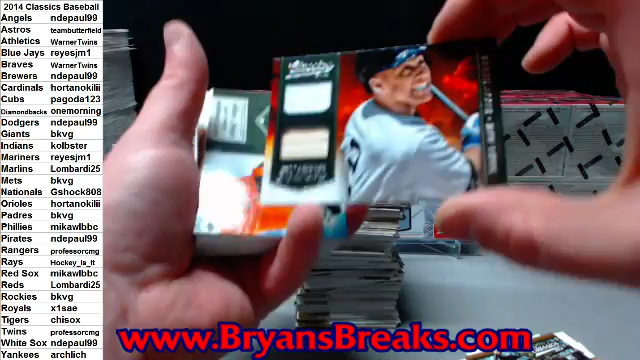 2014 Classics Baseball
Angels ndepaul99
Astros teambutterfield
Athletics WarnerTwins
Blue Jays reyesjm1
Braves WarnerTwins
Brewers ndepaul99
Cardinals hortanokilii
Cubs pagoda123
Diamondbacks onemorning
Dodgers ndepaul99
Giants bkvg
Indians kolbster
Mariners reyesjm1
Marlins Lombardi25
Mets bkvg
Nationals Gshock808
Orioles hortanokilii
Padres bkvg
Phillies mikawlbbc
Pirates ndepaul99
Rangers professorcmg
Rays Hockey_Is_It
Red Sox mikawlbbc
Reds Lombardi25
Rockies bkvg
Royals x1sae
Tigers chisox
Twins professorcmg
White Sox ndepaul99
Yankees archlich
www.BryansBreaks.com